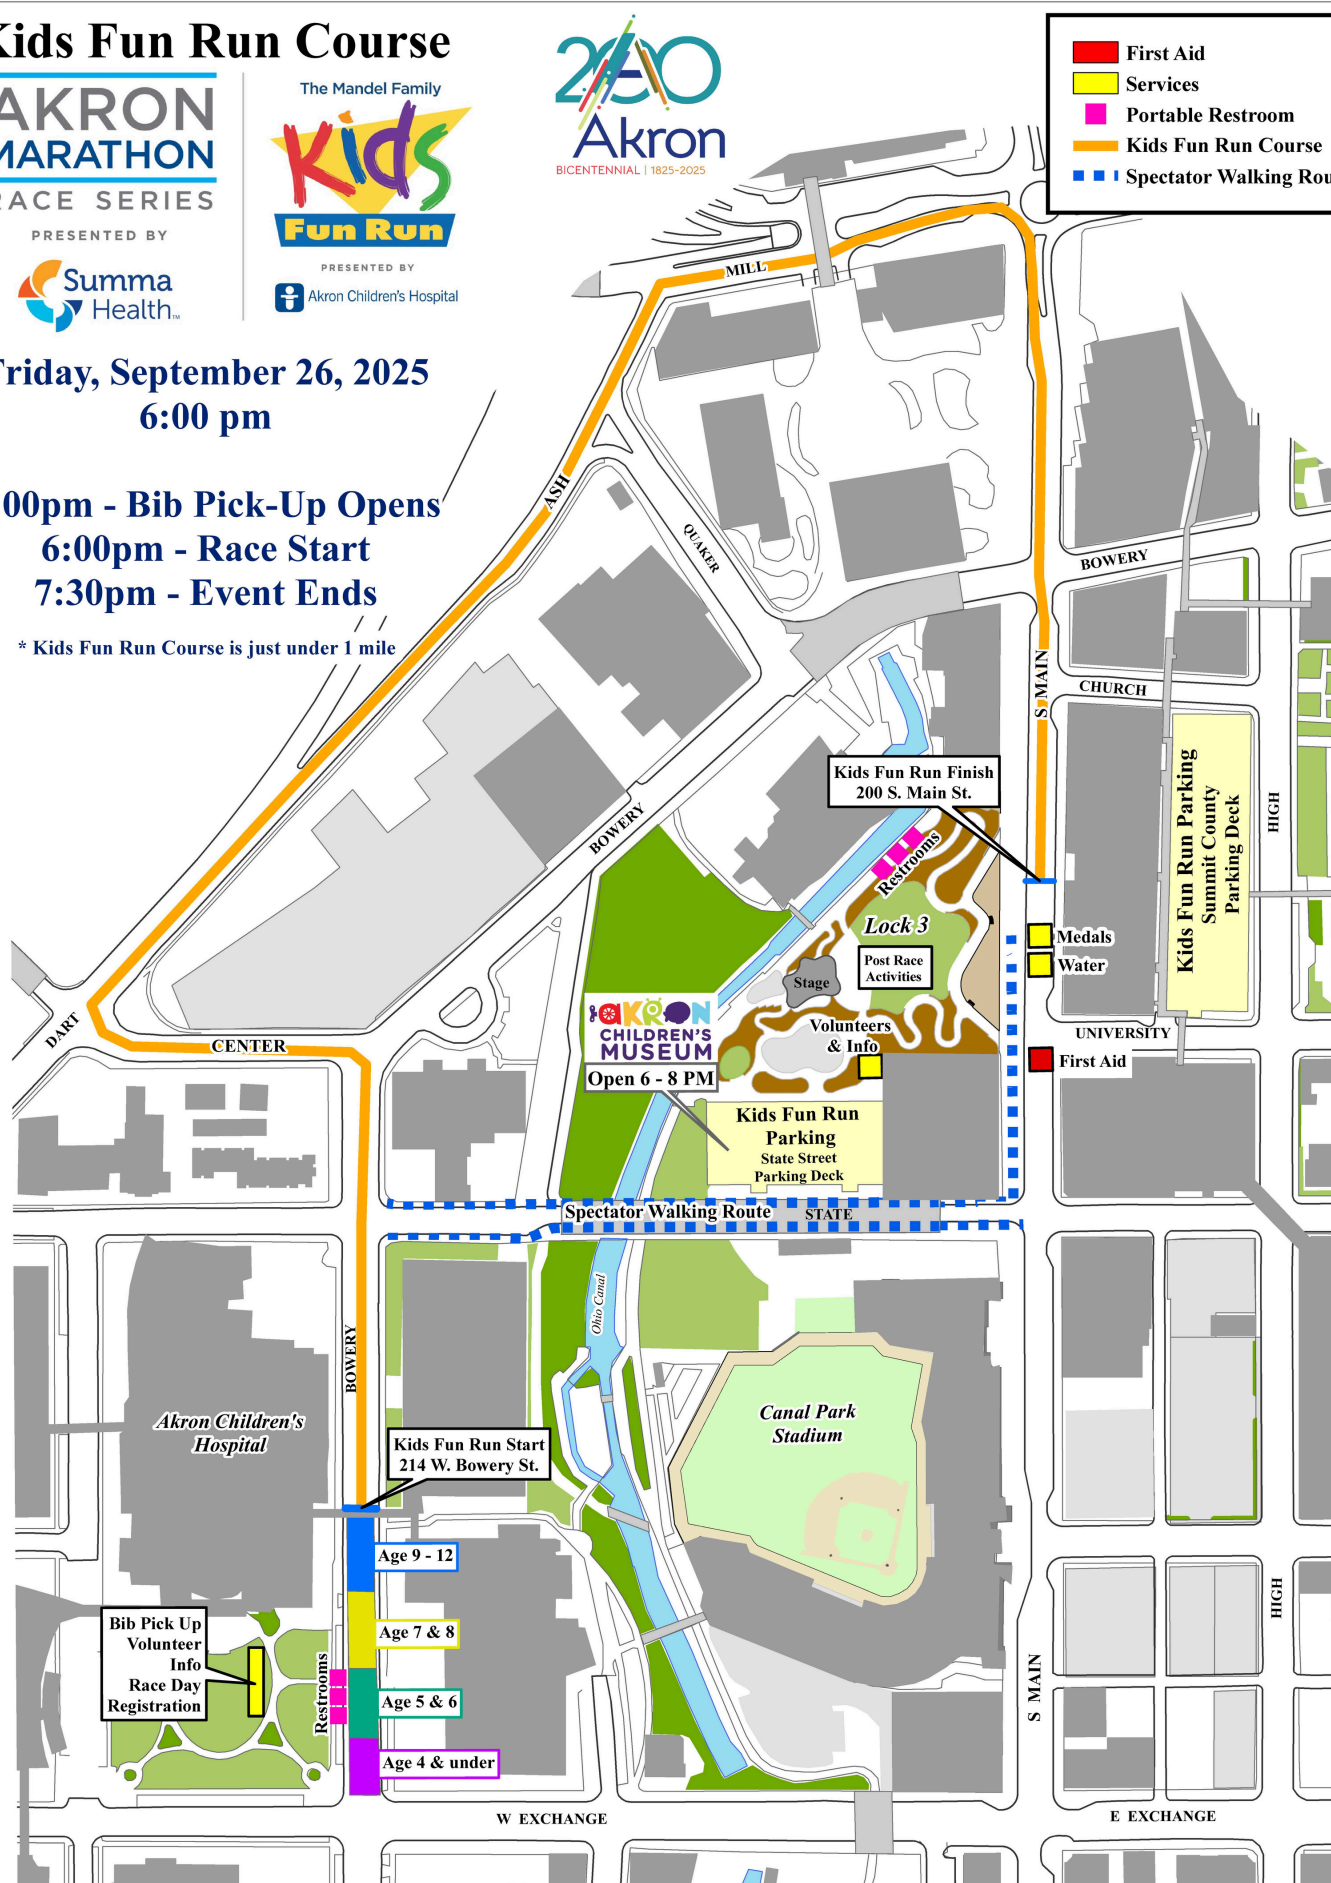 Kids Fun Run Course
AKRON
MARATHON
RACE SERIES
PRESENTED BY
Summa
Health™
The Mandel Family
Kids
Fun Run
PRESENTED BY
Akron Children's Hospital
200
Akron
BICENTENNIAL | 1825-2025
First Aid
Services
Portable Restroom
Kids Fun Run Course
Spectator Walking Rou
Friday, September 26, 2025
6:00 pm
00pm - Bib Pick-Up Opens
6:00pm - Race Start
7:30pm - Event Ends
* Kids Fun Run Course is just under 1 mile
MILL
ASH
QUAKER
BOWERY
S MAIN
CHURCH
Kids Fun Run Finish
200 S. Main St.
BOWERY
Restrooms
Kids Fun Run Parking
Summit County
Parking Deck
HIGH
Lock 3
Post Race
Activities
Stage
Medals
Water
AKRON
CHILDREN'S
MUSEUM
Open 6 - 8 PM
Volunteers
& Info
UNIVERSITY
First Aid
DART
CENTER
Kids Fun Run
Parking
State Street
Parking Deck
Spectator Walking Route
STATE
Ohio Canal
BOWERY
Akron Children's
Hospital
Canal Park
Stadium
Kids Fun Run Start
214 W. Bowery St.
Age 9 - 12
Age 7 & 8
Age 5 & 6
Age 4 & under
Bib Pick Up
Volunteer
Info
Race Day
Registration
Restrooms
HIGH
S MAIN
W EXCHANGE
E EXCHANGE